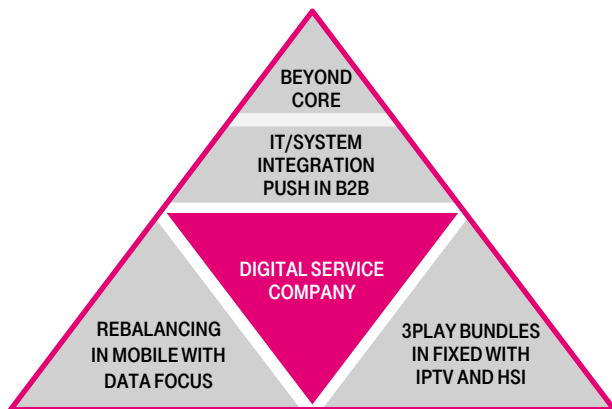 BEYOND
CORE
IT/SYSTEM
INTEGRATION
PUSH IN B2B
DIGITAL SERVICE
COMPANY
REBALANCING
IN MOBILE WITH
DATA FOCUS
3PLAY BUNDLES
IN FIXED WITH
IPTV AND HSI